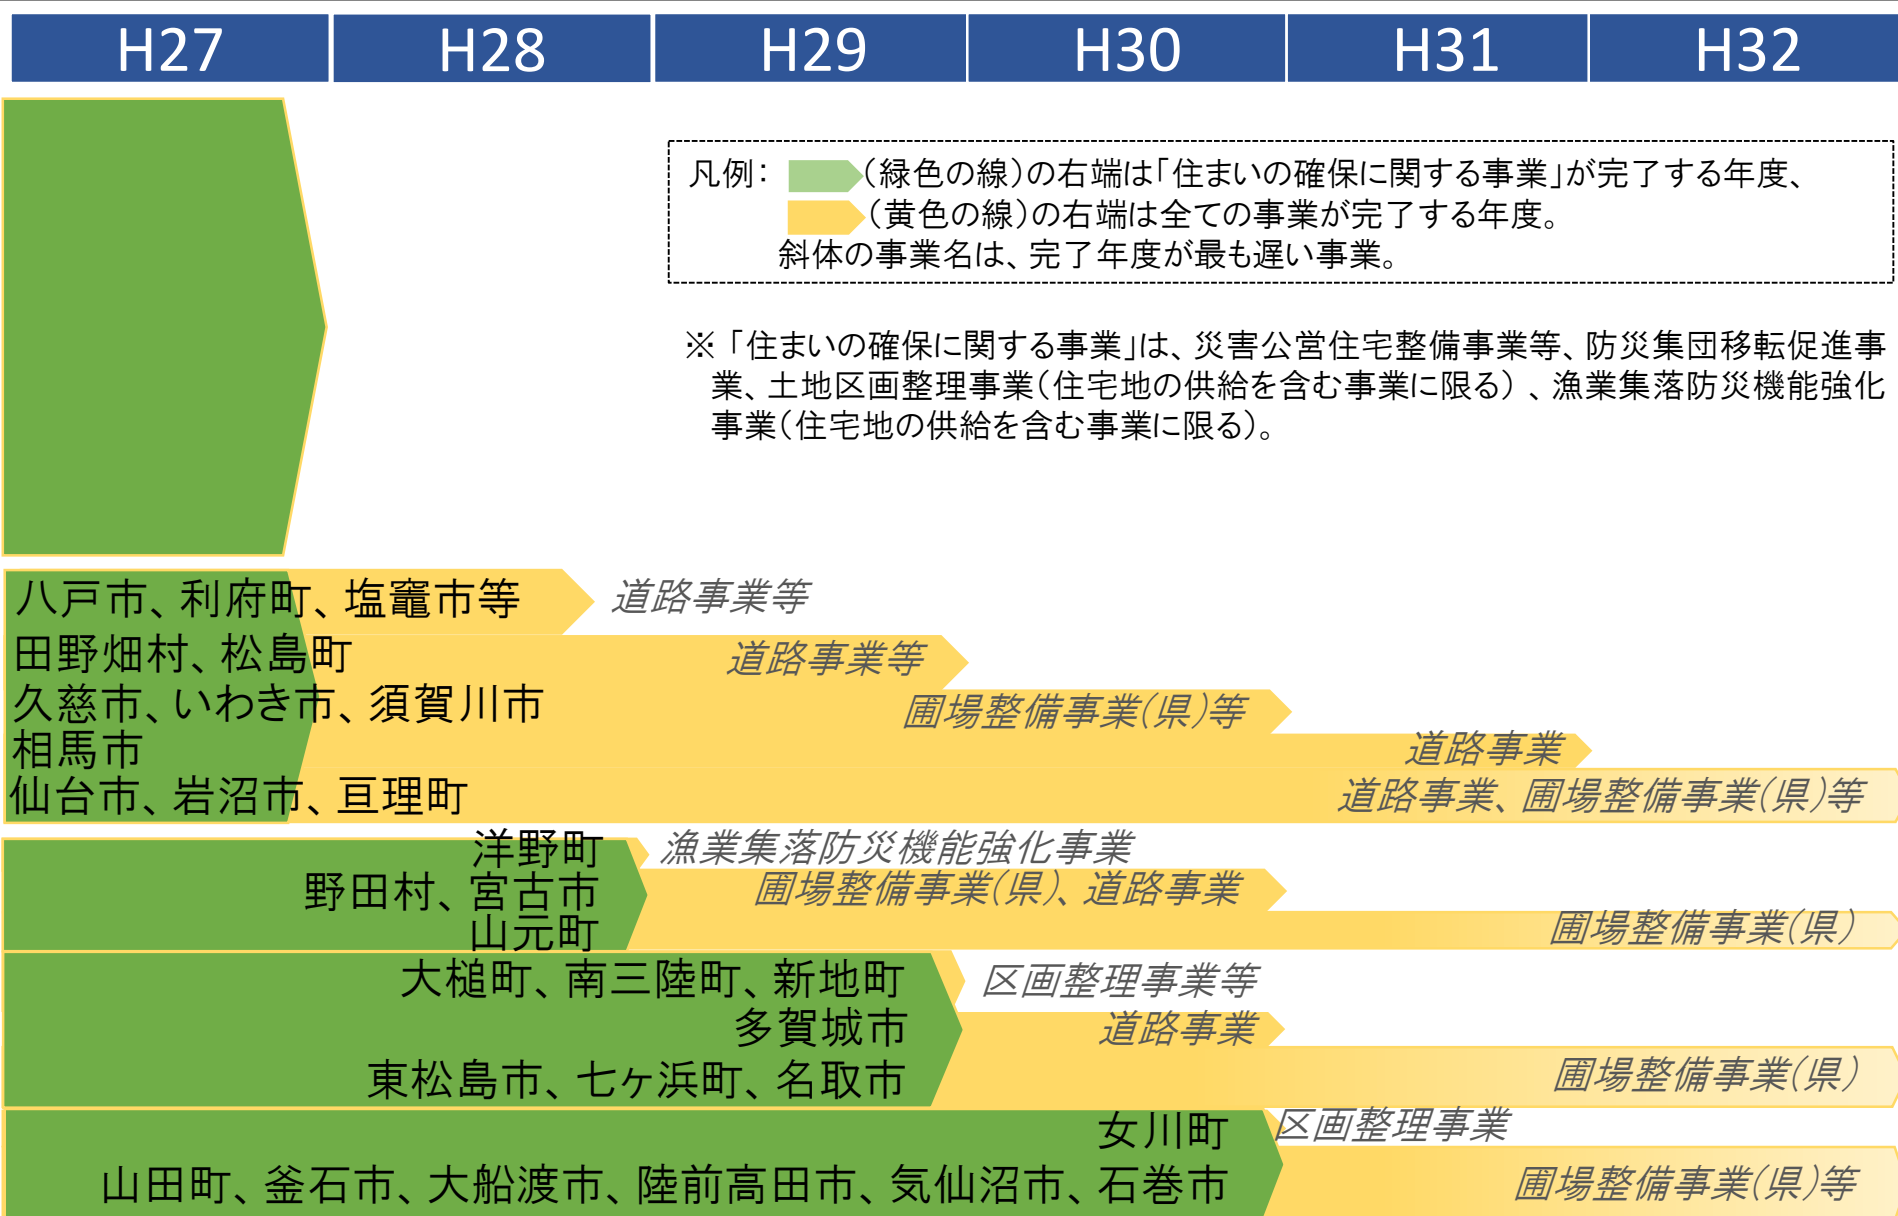 H27 H28 H29 H30 H31 H32
凡例：（緑色の線）の右端は「住まいの確保に関する事業」が完了する年度、
（黄色の線）の右端は全ての事業が完了する年度。
斜体の事業名は、完了年度が最も遅い事業。
※「住まいの確保に関する事業」は、災害公営住宅整備事業等、防災集団移転促進事
業、土地区画整理事業（住宅地の供給を含む事業に限る）、漁業集落防災機能強化
事業（住宅地の供給を含む事業に限る）。
八戸市、利府町、塩竈市等 道路事業等
田野畑村、松島町 道路事業等
久慈市、いわき市、須賀川市 圃場整備事業(県)等
相馬市 道路事業
仙台市、岩沼市、亘理町 道路事業、圃場整備事業(県)等
洋野町 漁業集落防災機能強化事業
野田村、宮古市 圃場整備事業(県)、道路事業
山元町 圃場整備事業(県)
大槌町、南三陸町、新地町 区画整理事業等
多賀城市 道路事業
東松島市、七ヶ浜町、名取市 圃場整備事業(県)
女川町 区画整理事業
山田町、釜石市、大船渡市、陸前高田市、気仙沼市、石巻市 圃場整備事業(県)等